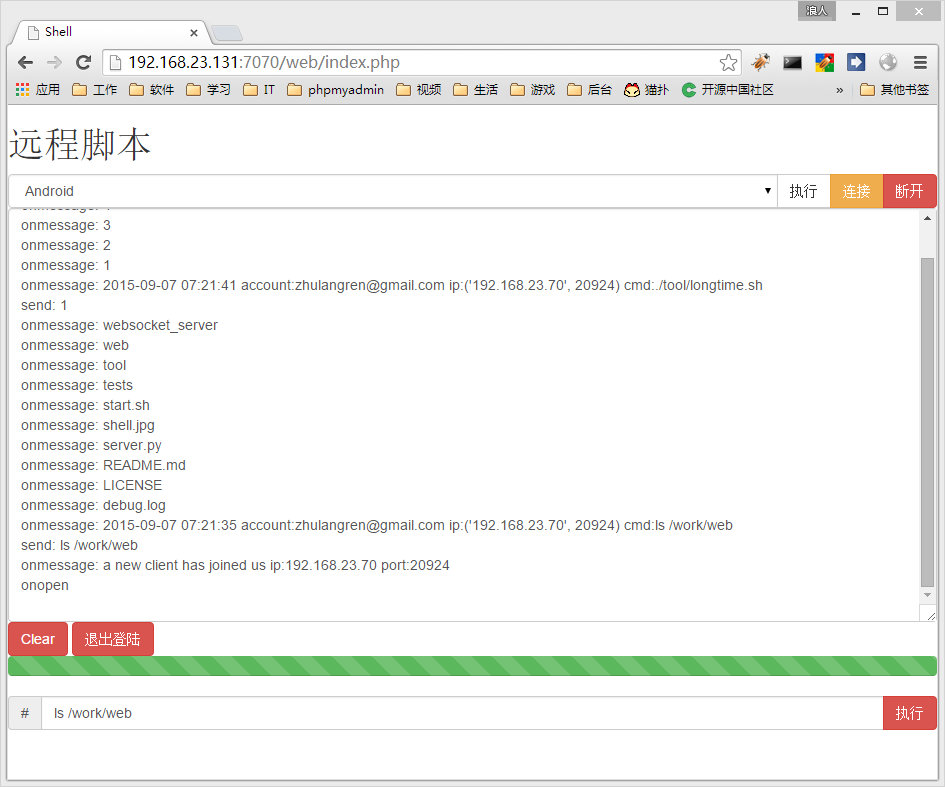 浪人
Shell
192.168.23.131:7070/web/index.php
应用 工作 软件 学习 IT phpmyadmin 视频 生活 游戏 后台 猫扑 开源中国社区 » 其他书签
远程脚本
Android 执行 连接 断开
onmessage: 3
onmessage: 2
onmessage: 1
onmessage: 2015-09-07 07:21:41 account:zhulangren@gmail.com ip:('192.168.23.70', 20924) cmd:./tool/longtime.sh
send: 1
onmessage: websocket_server
onmessage: web
onmessage: tool
onmessage: tests
onmessage: start.sh
onmessage: shell.jpg
onmessage: server.py
onmessage: README.md
onmessage: LICENSE
onmessage: debug.log
onmessage: 2015-09-07 07:21:35 account:zhulangren@gmail.com ip:('192.168.23.70', 20924) cmd:ls /work/web
send: ls /work/web
onmessage: a new client has joined us ip:192.168.23.70 port:20924
onopen
Clear 退出登陆
# ls /work/web 执行